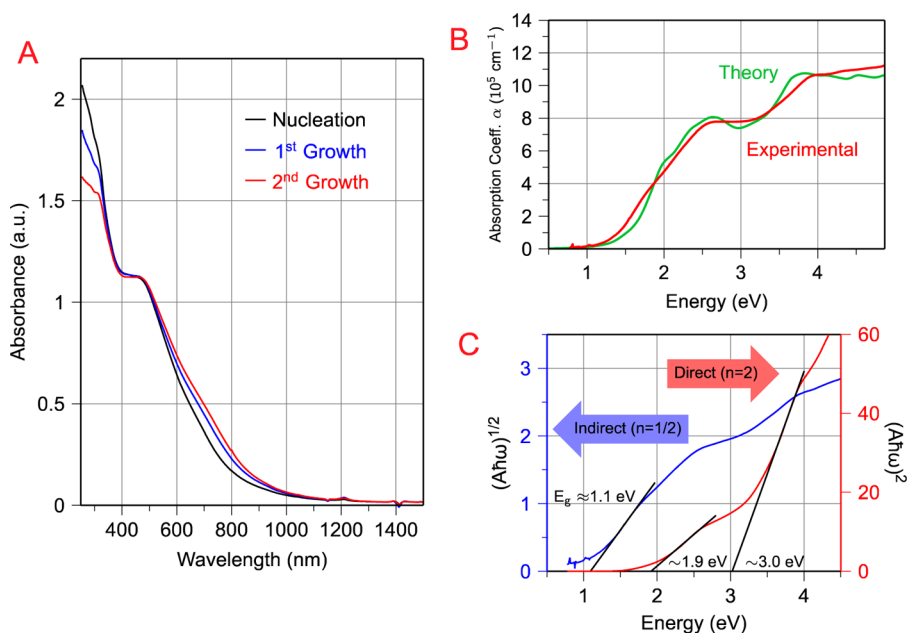 A
2
1.5
1
0.5
0
Absorbance (a.u.)
Nucleation
1st Growth
2nd Growth
400 600 800 1000 1200 1400
Wavelength (nm)
B
14
12
10
8
6
4
2
0
Absorption Coeff. α (10⁵ cm⁻¹)
Theory
Experimental
1 2 3 4
Energy (eV)
C
3
2
1
0
(Aħω)^1/2
Direct (n=2)
Indirect (n=1/2)
E_g ≈1.1 eV
~1.9 eV
~3.0 eV
60
40
20
0
(Aħω)²
1 2 3 4
Energy (eV)